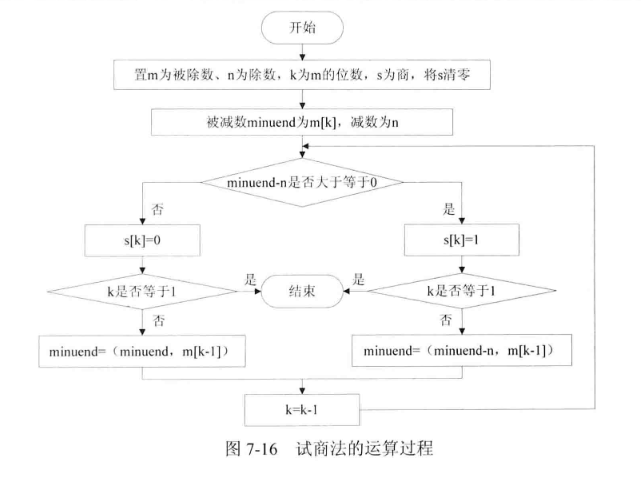 开始
置m为被除数、n为除数，k为m的位数，s为商，将s清零
被减数minuend为m[k]，减数为n
minuend-n是否大于等于0
否
是
s[k]=0
s[k]=1
k是否等于1
是
结束
是
k是否等于1
否
否
minuend=（minuend，m[k-1]）
minuend=（minuend-n，m[k-1]）
k=k-1
图 7-16 试商法的运算过程